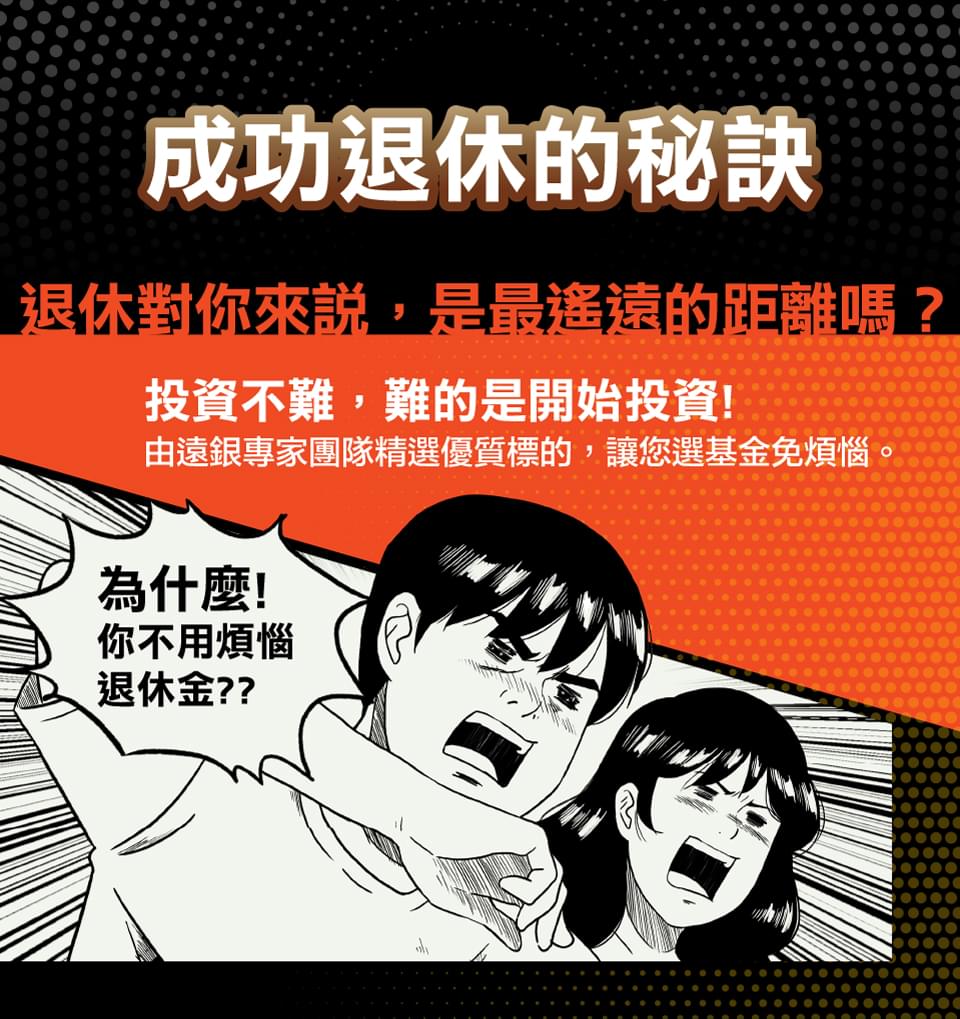 成功退休的秘訣
退休對你來說，是最遙遠的距離嗎？
投資不難，難的是開始投資!
由遠銀專家團隊精選優質標的，讓您選基金免煩惱。
為什麼!
你不用煩惱
退休金??